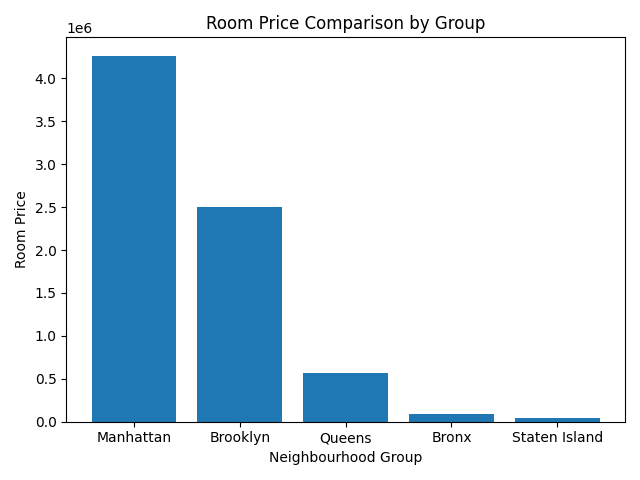 Room Price Comparison by Group
1e6
4.0
3.5
3.0
2.5
2.0
1.5
1.0
0.5
0.0
Room Price
Manhattan Brooklyn Queens Bronx Staten Island
Neighbourhood Group